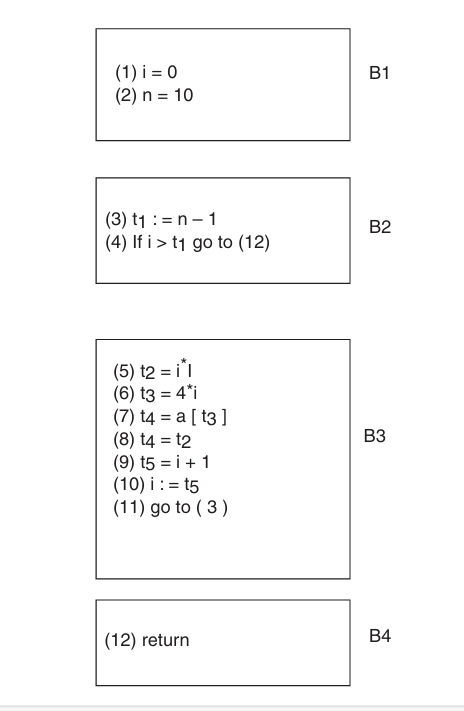 (1) i = 0
(2) n = 10
B1
(3) t1 : = n – 1
(4) If i > t1 go to (12)
B2
(5) t2 = i*I
(6) t3 = 4*i
(7) t4 = a [ t3 ]
(8) t4 = t2
(9) t5 = i + 1
(10) i : = t5
(11) go to ( 3 )
B3
(12) return
B4